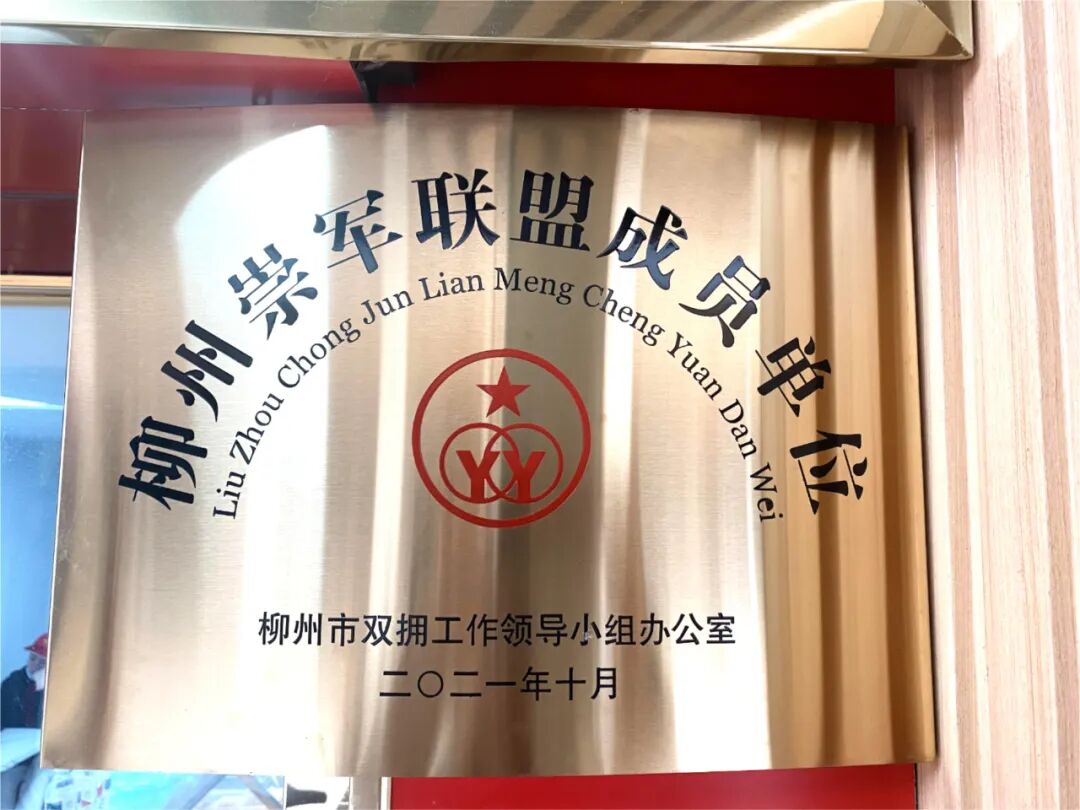 柳州崇军联盟成员单位
Liu Zhou Chong Jun Lian Meng Cheng Yuan Dan Wei
YY
柳州市双拥工作领导小组办公室
二〇二一年十月